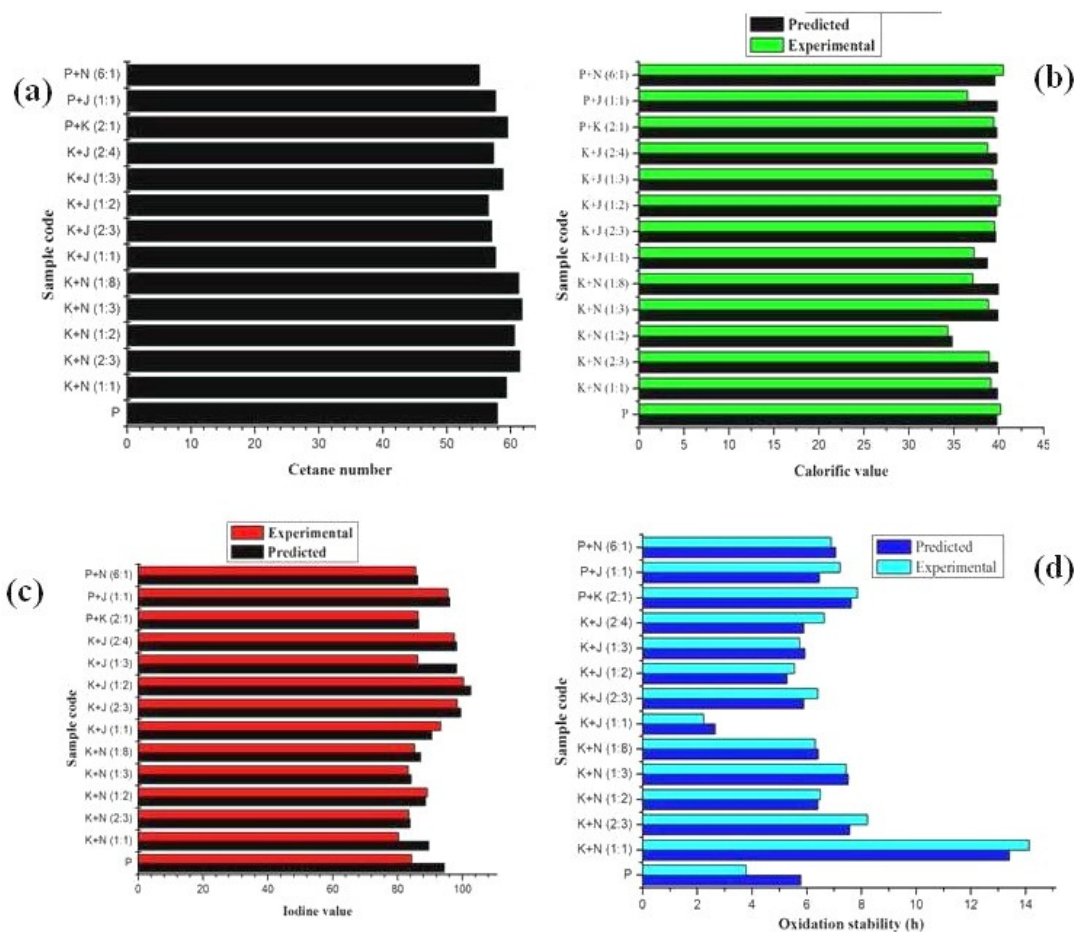 (a)
Sample code
P+N (6:1)
P+J (1:1)
P+K (2:1)
K+J (2:4)
K+J (1:3)
K+J (1:2)
K+J (2:3)
K+J (1:1)
K+N (1:8)
K+N (1:3)
K+N (1:2)
K+N (2:3)
K+N (1:1)
P
0 10 20 30 40 50 60
Cetane number
Predicted
Experimental
(b)
Sample code
P+N (6:1)
P+J (1:1)
P+K (2:1)
K+J (2:4)
K+J (1:3)
K+J (1:2)
K+J (2:3)
K+J (1:1)
K+N (1:8)
K+N (1:3)
K+N (1:2)
K+N (2:3)
K+N (1:1)
P
0 5 10 15 20 25 30 35 40 45
Calorific value
Experimental
Predicted
(c)
Sample code
P+N (6:1)
P+J (1:1)
P+K (2:1)
K+J (2:4)
K+J (1:3)
K+J (1:2)
K+J (2:3)
K+J (1:1)
K+N (1:8)
K+N (1:3)
K+N (1:2)
K+N (2:3)
K+N (1:1)
P
0 20 40 60 80 100
Iodine value
Predicted
Experimental
(d)
Sample code
P+N (6:1)
P+J (1:1)
P+K (2:1)
K+J (2:4)
K+J (1:3)
K+J (1:2)
K+J (2:3)
K+J (1:1)
K+N (1:8)
K+N (1:3)
K+N (1:2)
K+N (2:3)
K+N (1:1)
P
0 2 4 6 8 10 12 14
Oxidation stability (h)